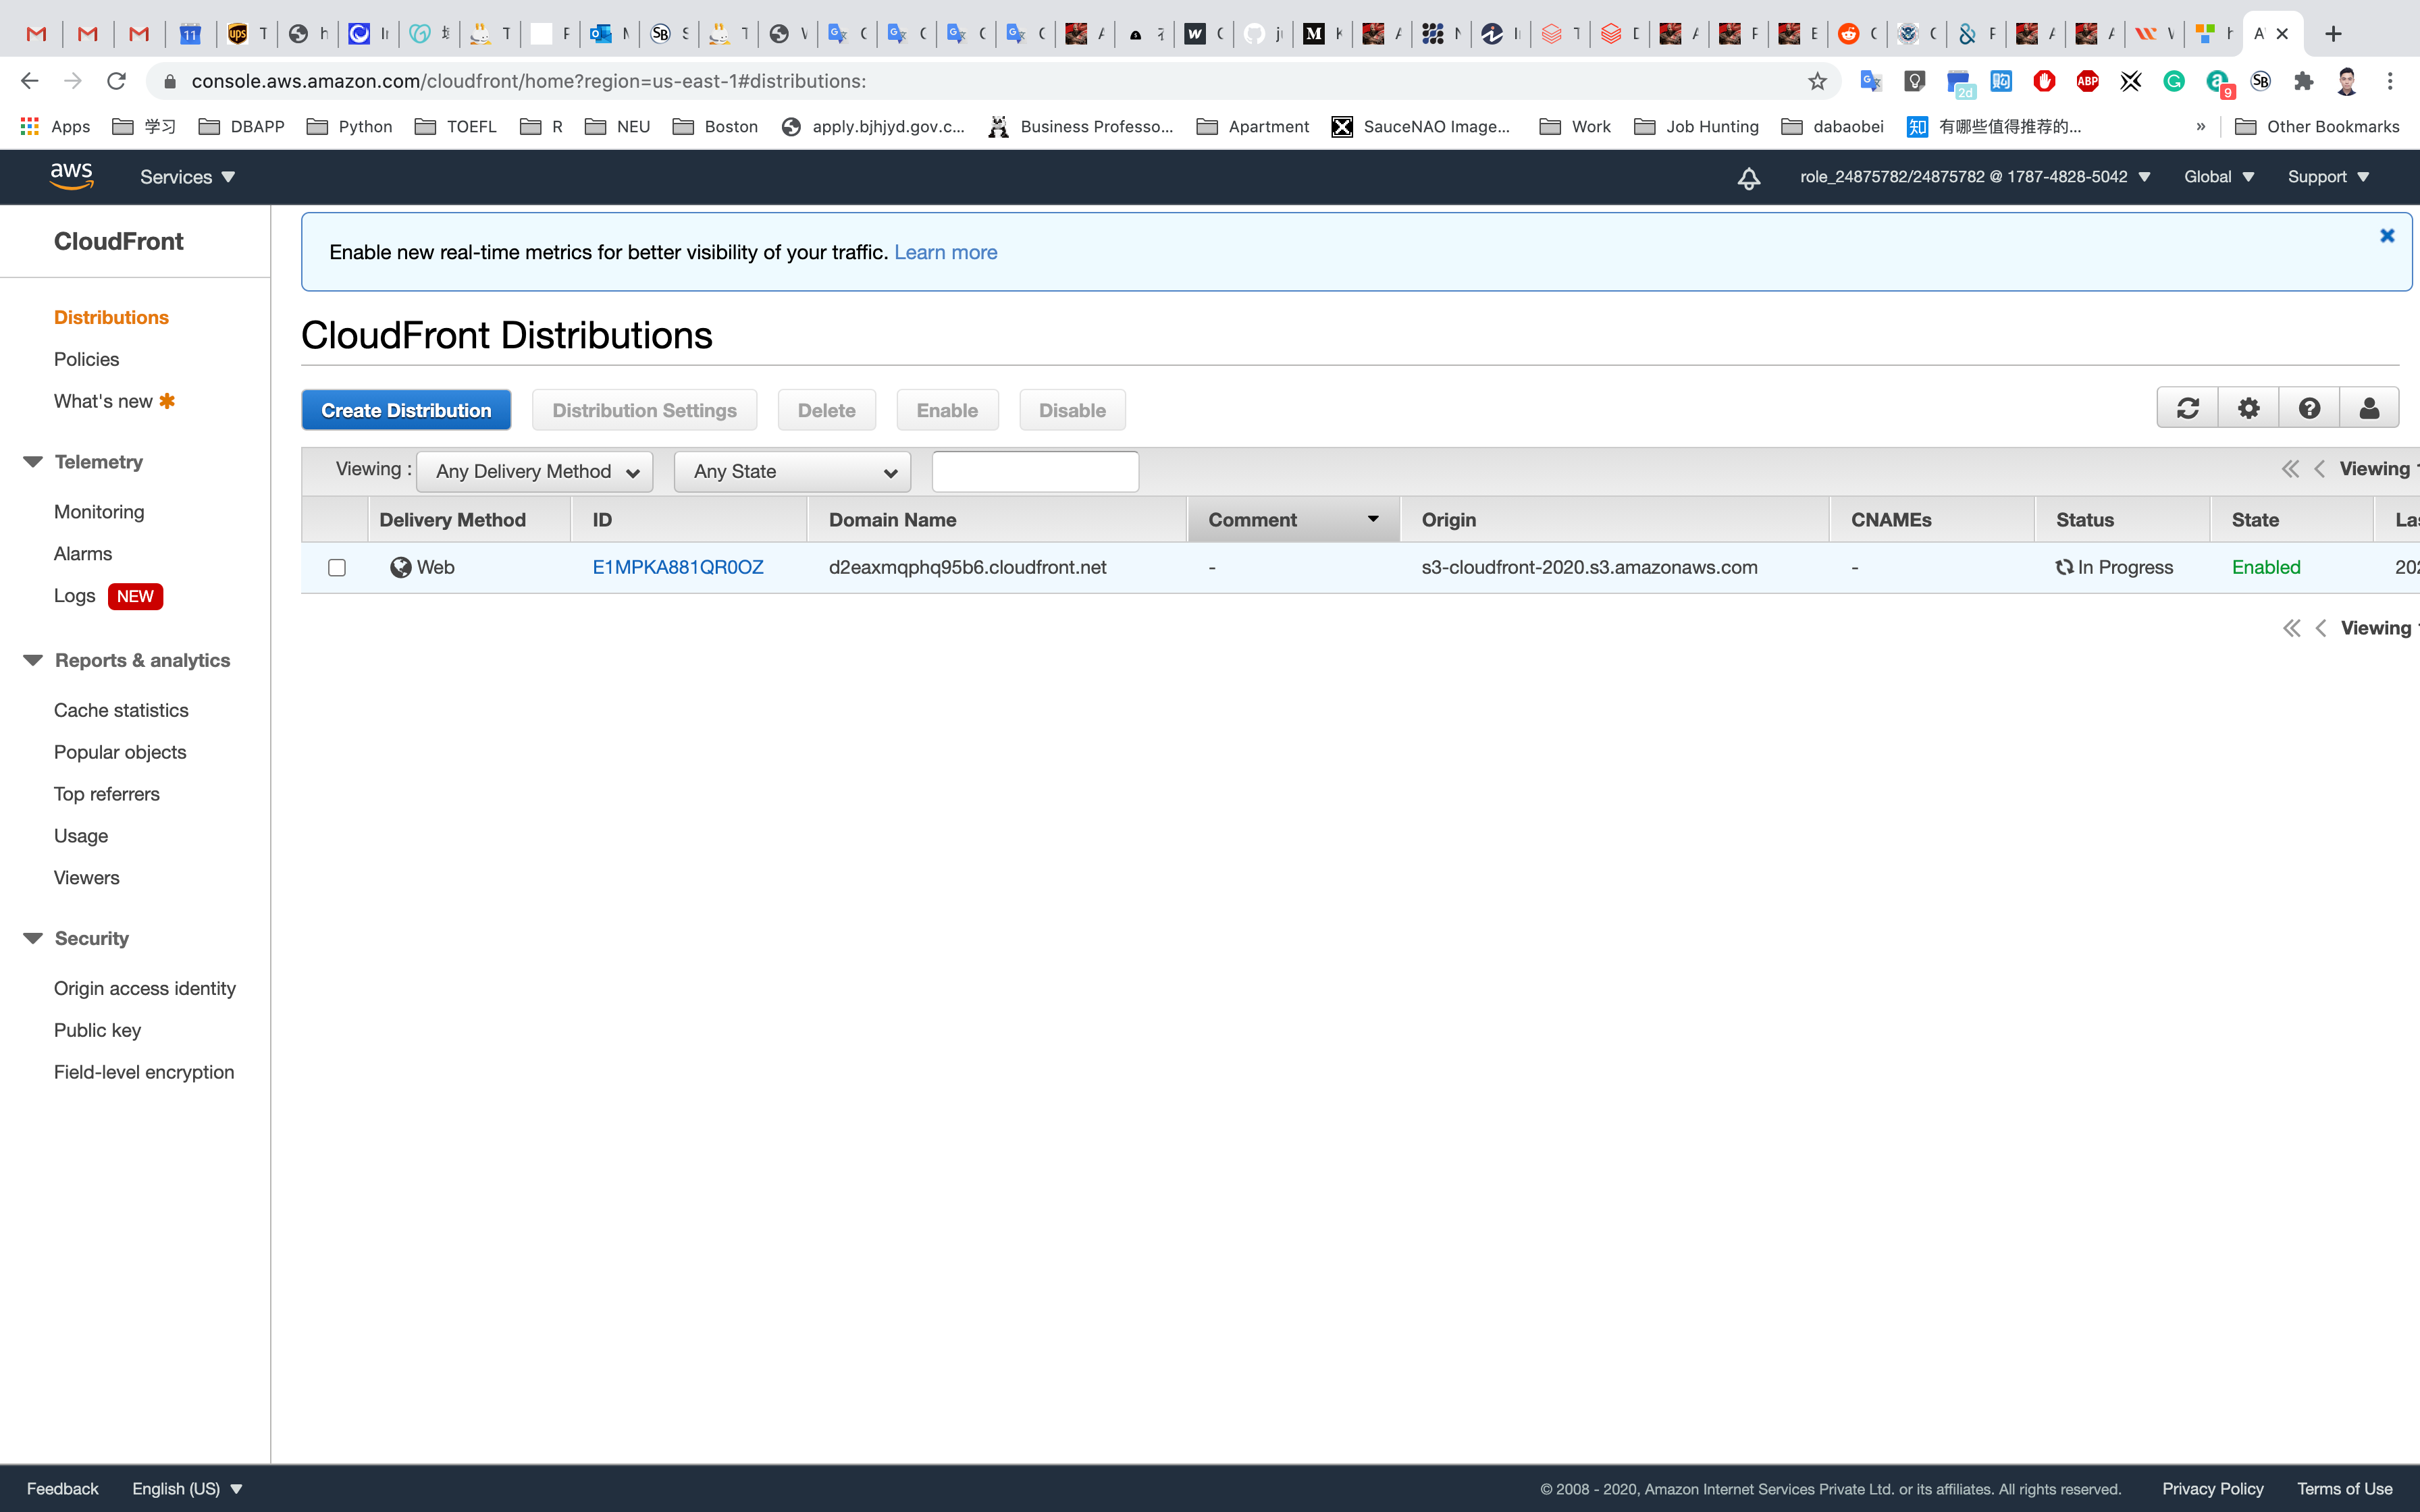 console.aws.amazon.com/cloudfront/home?region=us-east-1#distributions:
Apps 学习 DBAPP Python TOEFL R NEU Boston apply.bjhjyd.gov.c... Business Professo... Apartment SauceNAO Image... Work Job Hunting dabaobei 有哪些值得推荐的... » Other Bookmarks
aws Services role_24875782/24875782 @ 1787-4828-5042 Global Support
CloudFront
Distributions
Policies
What's new
Telemetry
Monitoring
Alarms
Logs NEW
Reports & analytics
Cache statistics
Popular objects
Top referrers
Usage
Viewers
Security
Origin access identity
Public key
Field-level encryption
Enable new real-time metrics for better visibility of your traffic. Learn more
CloudFront Distributions
Create Distribution Distribution Settings Delete Enable Disable
Viewing : Any Delivery Method Any State Viewing
Delivery Method ID Domain Name Comment Origin CNAMEs Status State
Web E1MPKA881QR0OZ d2eaxmqphq95b6.cloudfront.net - s3-cloudfront-2020.s3.amazonaws.com - In Progress Enabled
Viewing
Feedback English (US) © 2008 - 2020, Amazon Internet Services Private Ltd. or its affiliates. All rights reserved. Privacy Policy Terms of Use